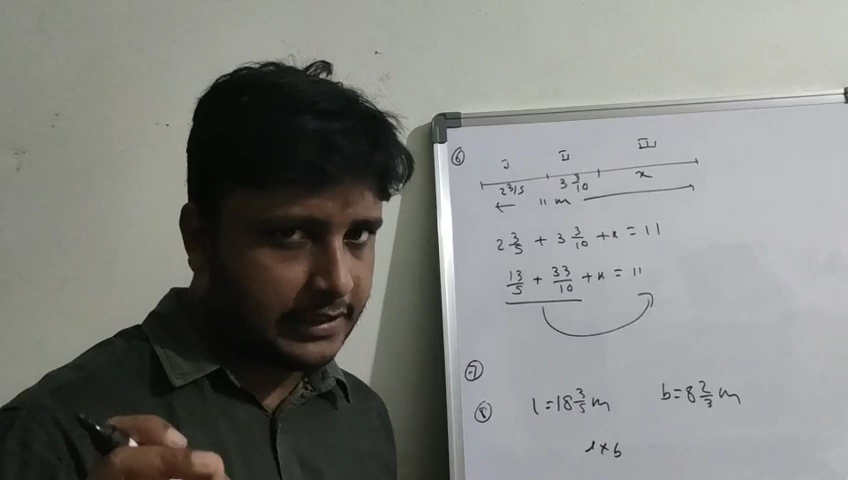 ⑥ I II III
2 3/5 3 3/10 x
11 m
2 3/5 + 3 3/10 + x = 11
13/5 + 33/10 + x = 11
⑦
⑧ l = 18 3/5 m b = 8 2/3 m
l × b